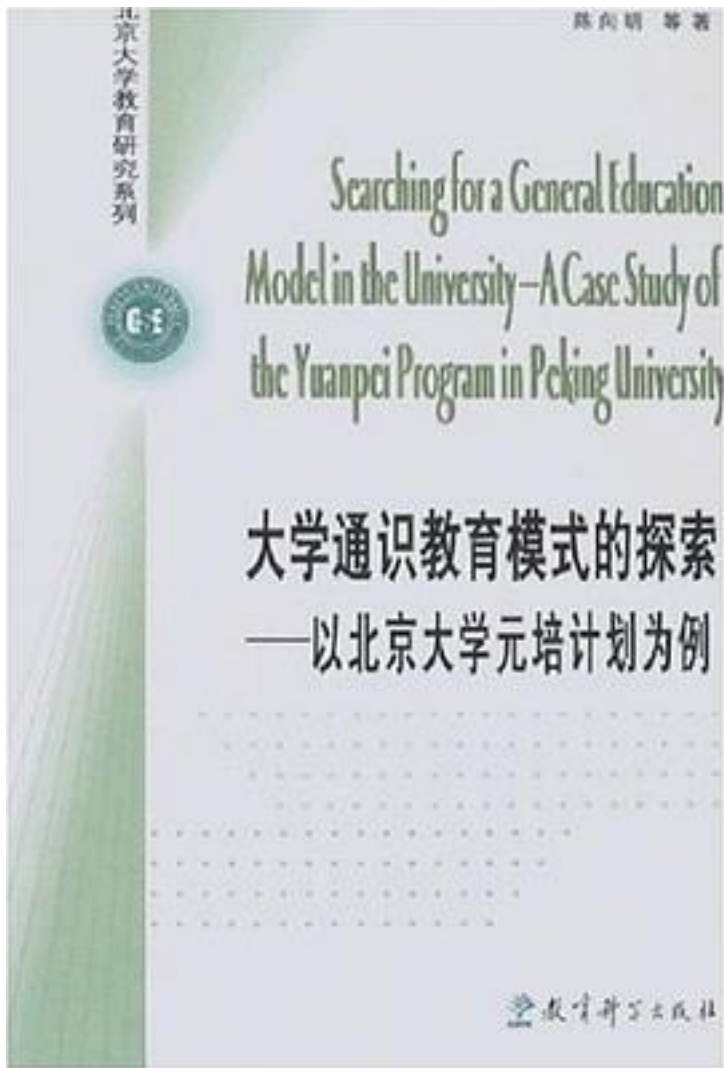 陈向明 等 著
北京大学教育研究系列
Searching for a General Education
Model in the University–A Case Study of
the Yuanpei Program in Peking University
GSE
大学通识教育模式的探索
——以北京大学元培计划为例
教育科学出版社